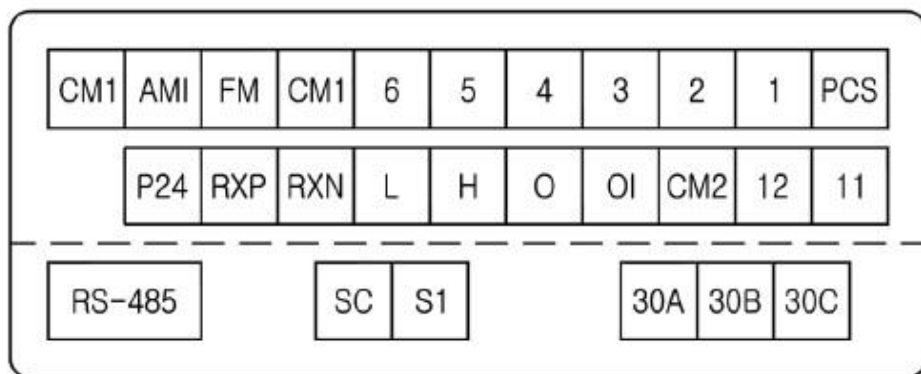 CM1 AMI FM CM1 6 5 4 3 2 1 PCS
P24 RXP RXN L H O OI CM2 12 11
RS-485 SC S1 30A 30B 30C